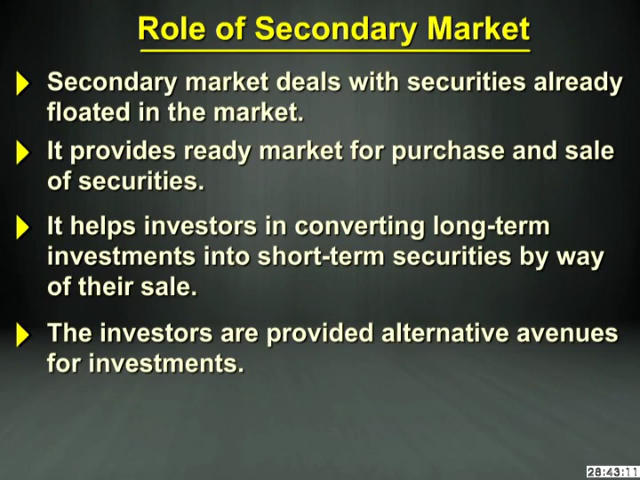 Role of Secondary Market
Secondary market deals with securities already
floated in the market.
It provides ready market for purchase and sale
of securities.
It helps investors in converting long-term
investments into short-term securities by way
of their sale.
The investors are provided alternative avenues
for investments.
28:43:11